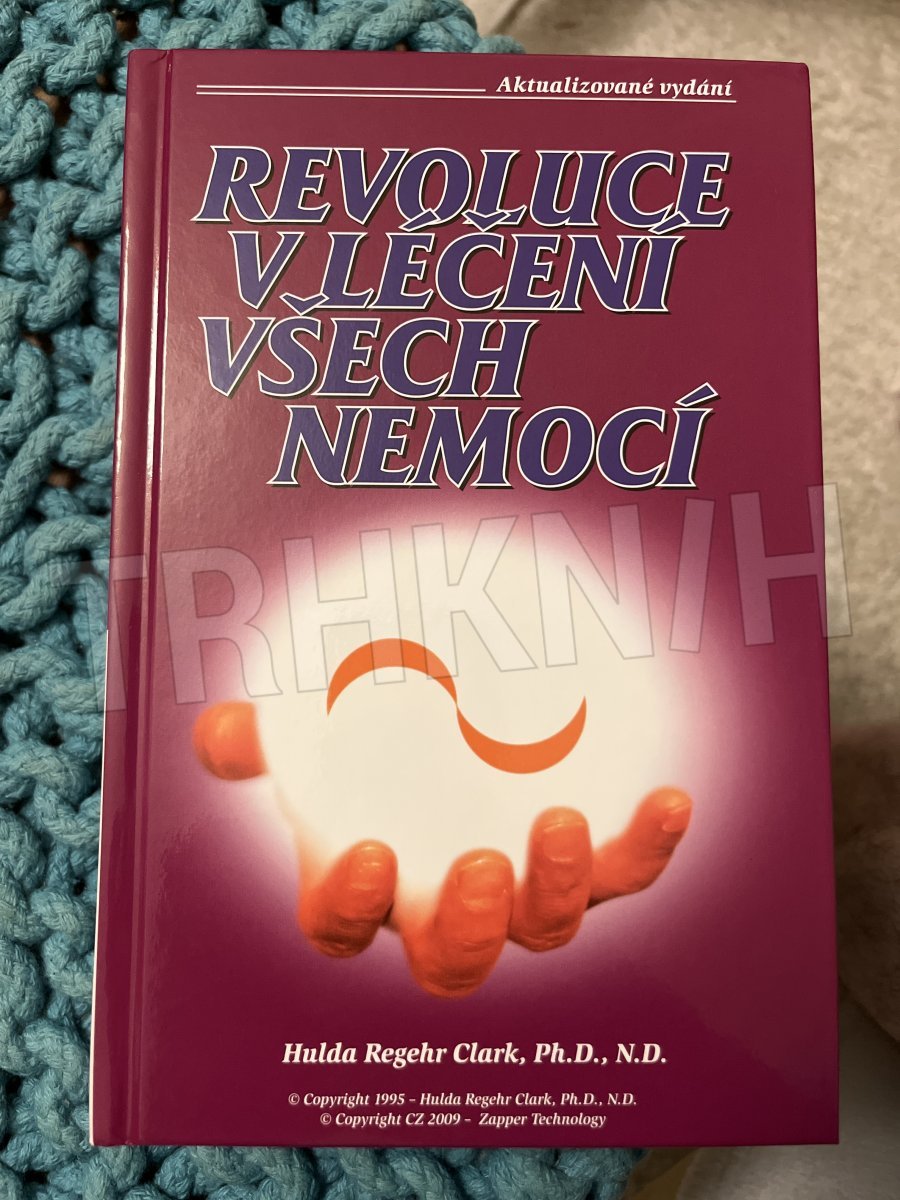 Aktualizované vydání
REVOLUCE
V LÉČENÍ
VŠECH
NEMOCÍ
TRHKNIH
Hulda Regehr Clark, Ph.D., N.D.
© Copyright 1995 – Hulda Regehr Clark, Ph.D., N.D.
© Copyright CZ 2009 – Zapper Technology